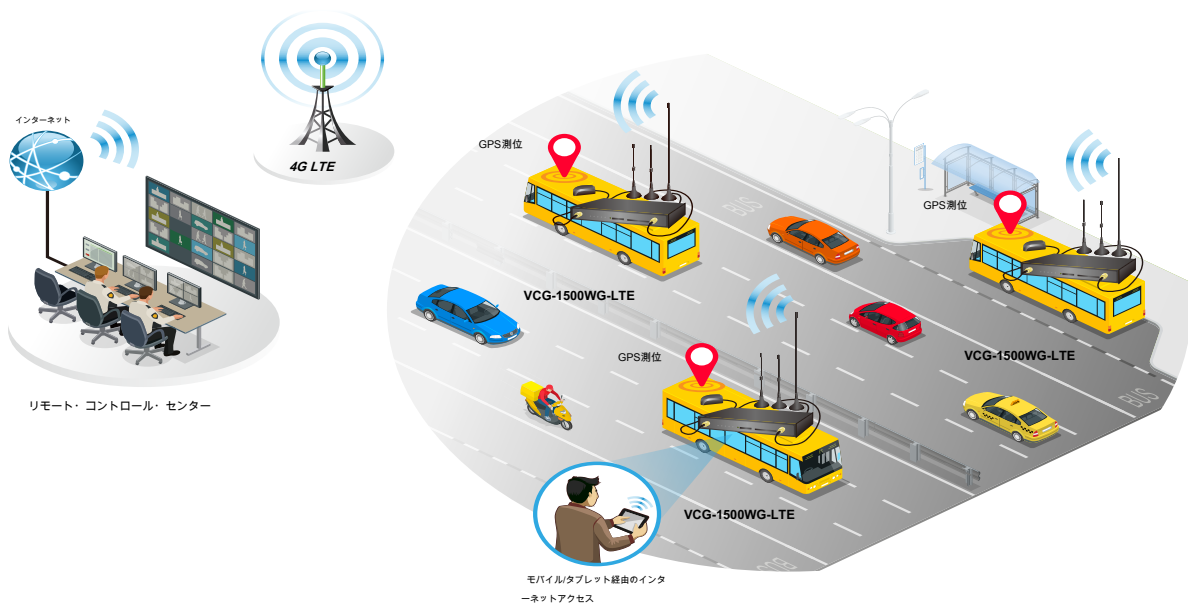 インターネット
4G LTE
リモート・コントロール・センター
GPS測位
VCG-1500WG-LTE
GPS測位
VCG-1500WG-LTE
GPS測位
VCG-1500WG-LTE
モバイル/タブレット経由のインタ
ーネットアクセス
BUS
BUS
BUS